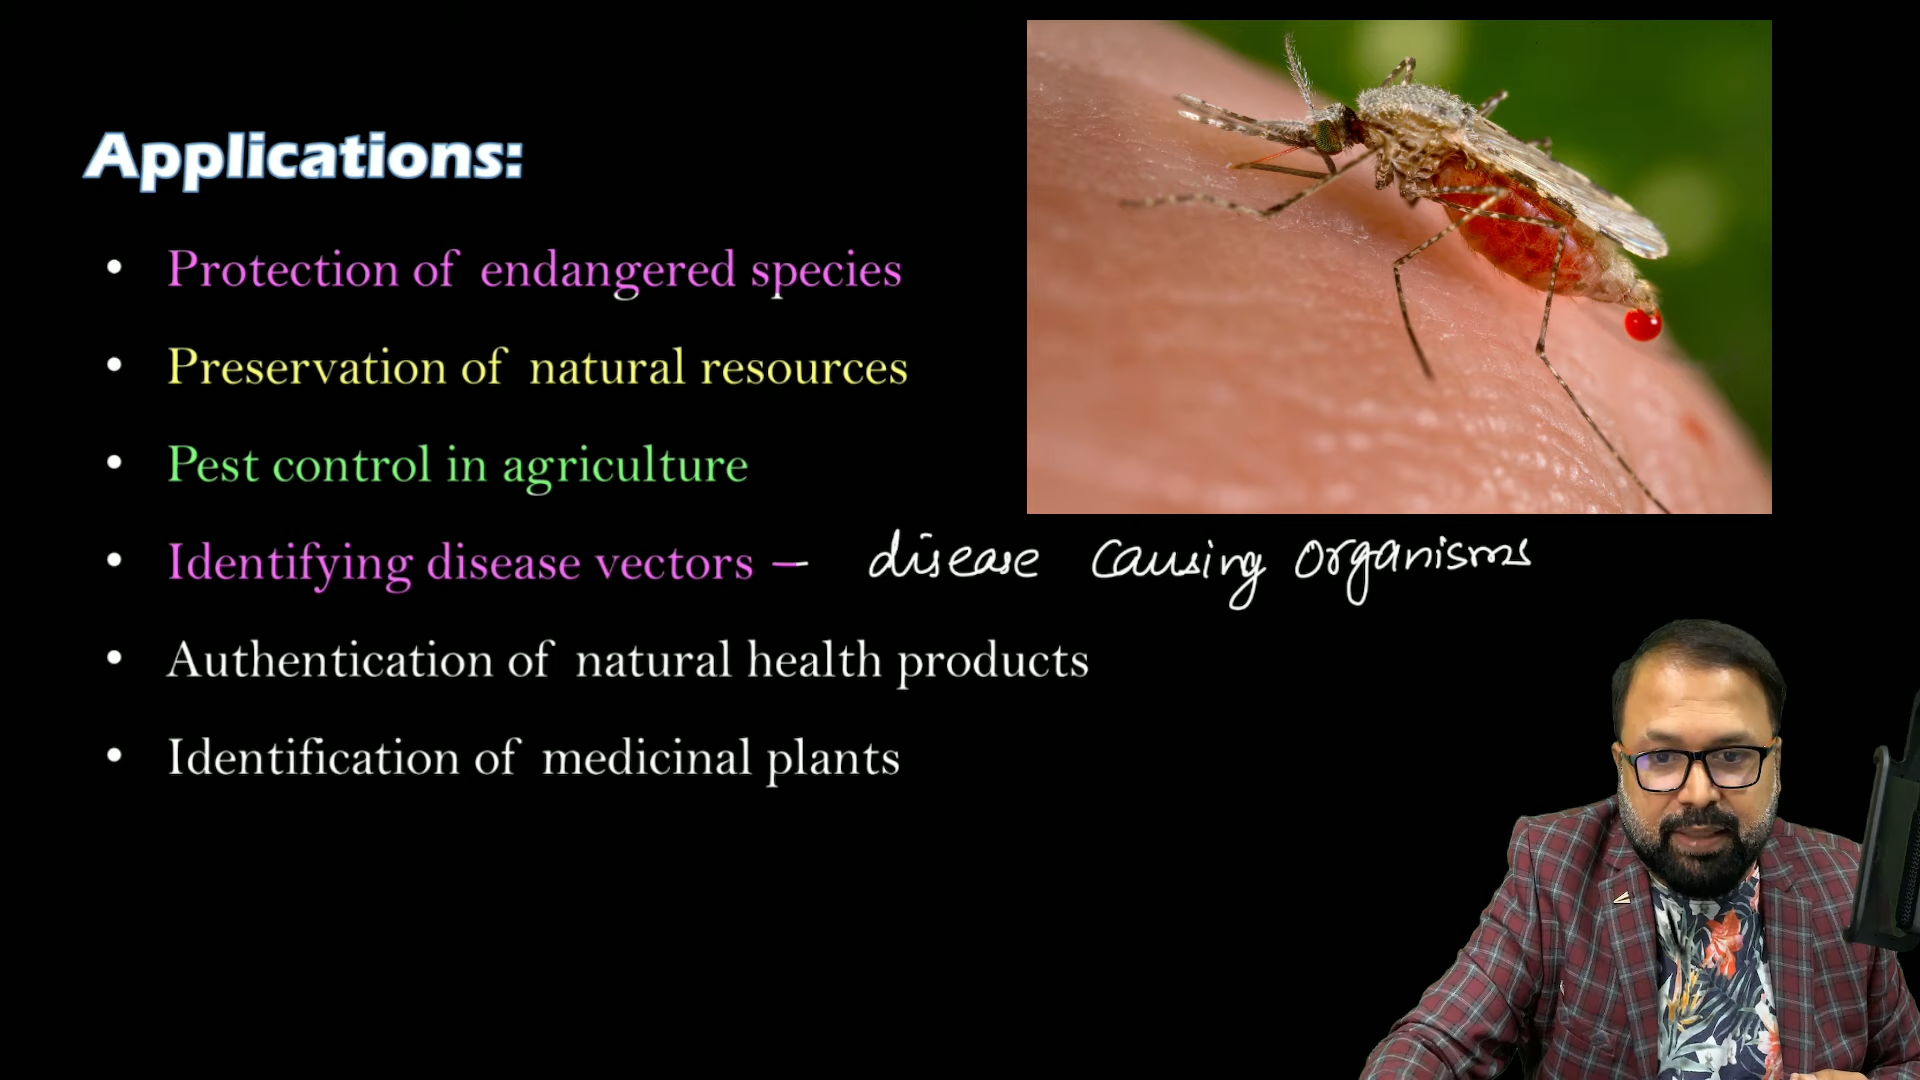 Applications:
• Protection of endangered species
• Preservation of natural resources
• Pest control in agriculture
• Identifying disease vectors – disease causing organisms
• Authentication of natural health products
• Identification of medicinal plants